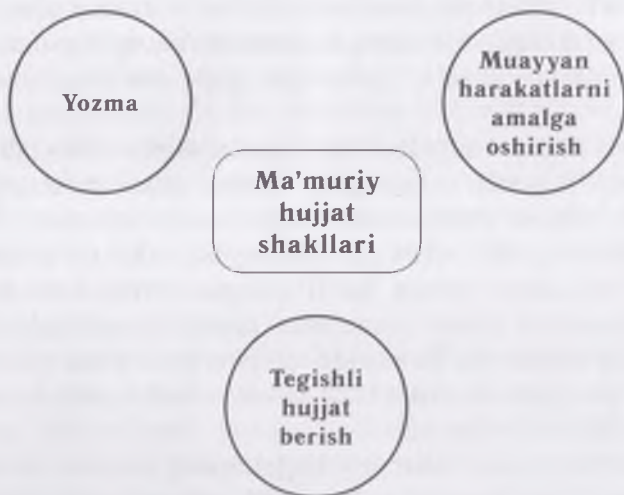 Yozma
Muayyan
harakatlarni
amalga
oshirish
Ma'muriy
hujjat
shakllari
Tegishli
hujjat
berish